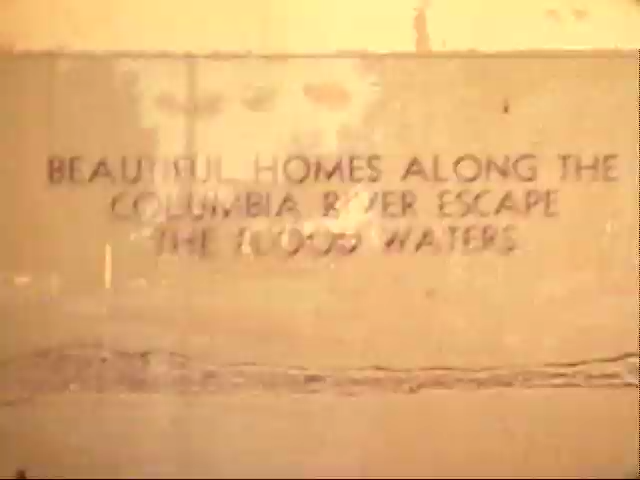 BEAUTIFUL HOMES ALONG THE
COLUMBIA RIVER ESCAPE
THE FLOOD WATERS